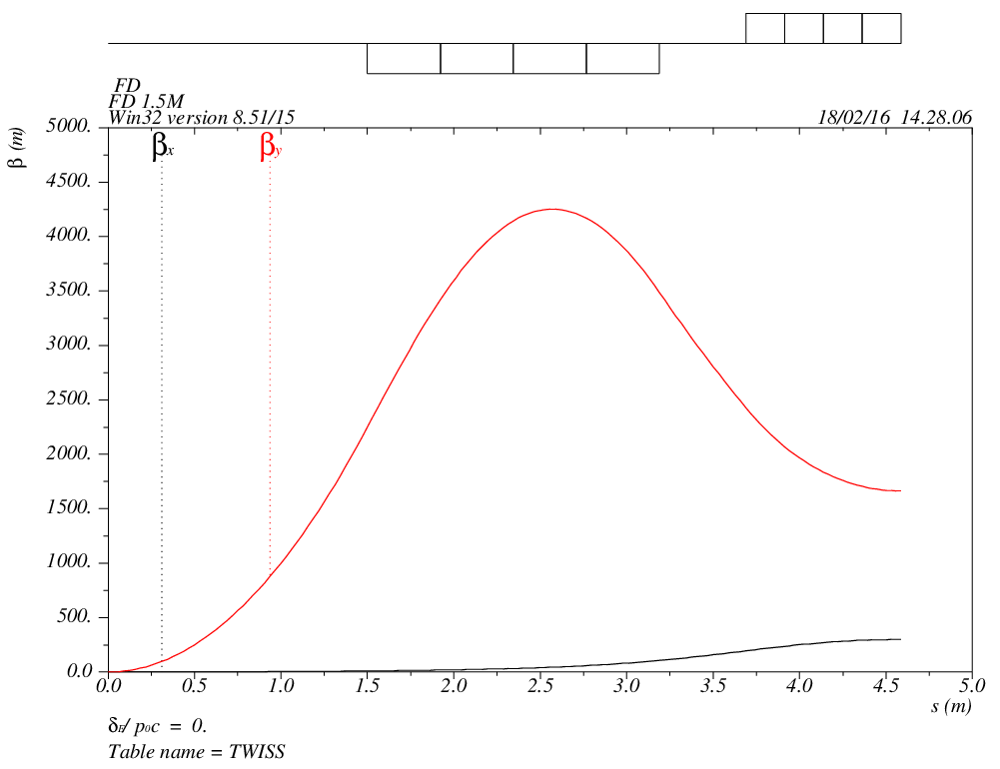 FD
FD 1.5M
Win32 version 8.51/15 18/02/16 14.28.06
5000.
βx βy
β (m)
4500.
4000.
3500.
3000.
2500.
2000.
1500.
1000.
500.
0.0
0.0 0.5 1.0 1.5 2.0 2.5 3.0 3.5 4.0 4.5 5.0
s (m)
δE/ p0c = 0.
Table name = TWISS